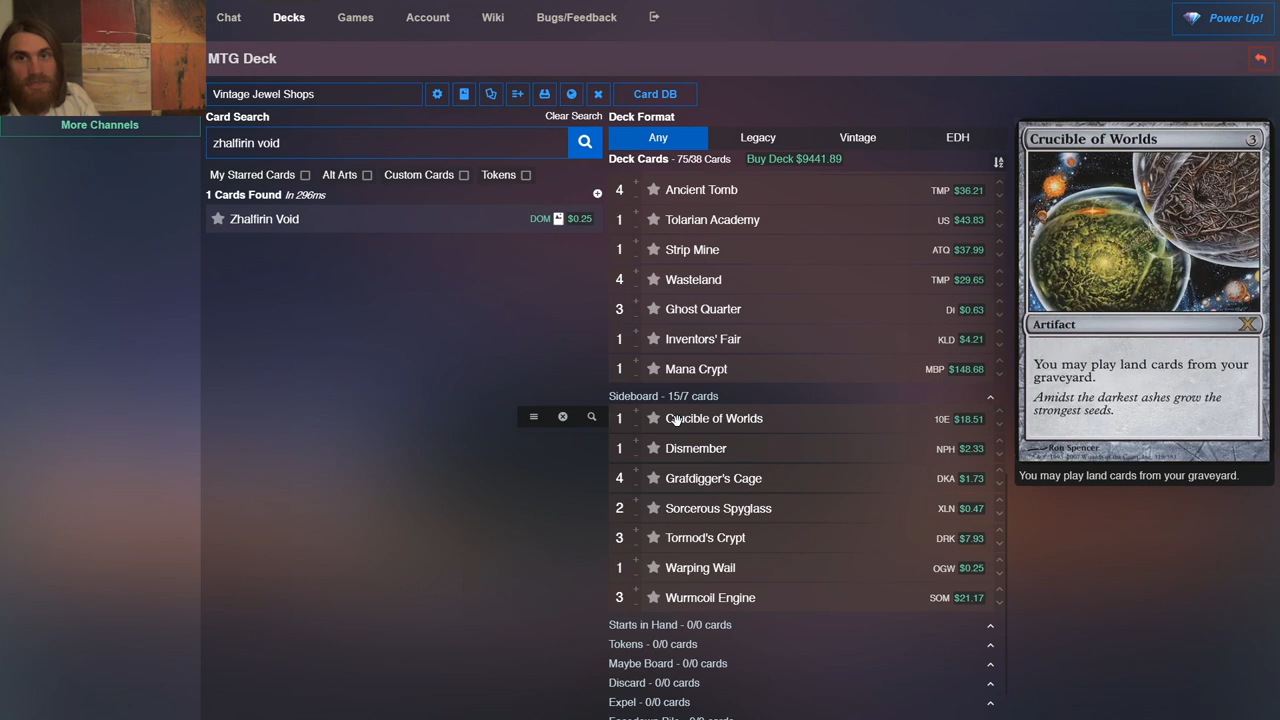 Chat Decks Games Account Wiki Bugs/Feedback Power Up!
MTG Deck
Vintage Jewel Shops Card DB
More Channels
Card Search Clear Search
zhalfirin void
My Starred Cards Alt Arts Custom Cards Tokens
1 Cards Found In 296ms
Zhalfirin Void DOM $0.25
Deck Format
Any Legacy Vintage EDH
Deck Cards - 75/38 Cards Buy Deck $9441.89
4 Ancient Tomb TMP $36.21
1 Tolarian Academy US $43.83
1 Strip Mine ATQ $37.99
4 Wasteland TMP $29.65
3 Ghost Quarter DI $0.63
1 Inventors' Fair KLD $4.21
1 Mana Crypt MBP $148.68
Sideboard - 15/7 cards
1 Crucible of Worlds 10E $18.51
1 Dismember NPH $2.33
4 Grafdigger's Cage DKA $1.73
2 Sorcerous Spyglass XLN $0.47
3 Tormod's Crypt DRK $7.93
1 Warping Wail OGW $0.25
3 Wurmcoil Engine SOM $21.17
Starts in Hand - 0/0 cards
Tokens - 0/0 cards
Maybe Board - 0/0 cards
Discard - 0/0 cards
Expel - 0/0 cards
Crucible of Worlds 3
Artifact
You may play land cards from your
graveyard.
Amidst the darkest ashes grow the
strongest seeds.
Ron Spencer
You may play land cards from your graveyard.